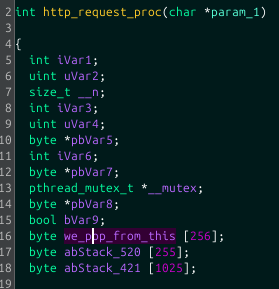 2 int http_request_proc(char *param_1)
3
4 {
5 int iVar1;
6 uint uVar2;
7 size_t __n;
8 int iVar3;
9 uint uVar4;
10 byte *pbVar5;
11 int iVar6;
12 byte *pbVar7;
13 pthread_mutex_t *__mutex;
14 byte *pbVar8;
15 bool bVar9;
16 byte we_pop_from_this [256];
17 byte abStack_520 [255];
18 byte abStack_421 [1025];
19